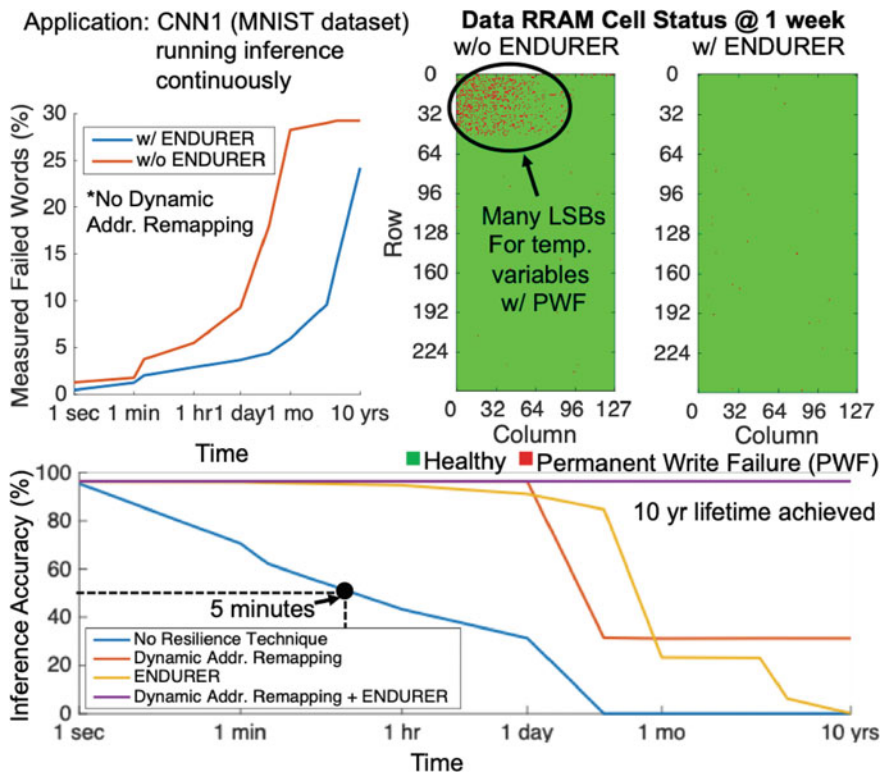 Application: CNN1 (MNIST dataset)
running inference
continuously
Measured Failed Words (%)
30
25
20
15
10
5
0
w/ ENDURER
w/o ENDURER
*No Dynamic
Addr. Remapping
1 sec 1 min 1 hr 1 day 1 mo 10 yrs
Time
Data RRAM Cell Status @ 1 week
w/o ENDURER w/ ENDURER
Row
0
32
64
96
128
160
192
224
Many LSBs
For temp.
variables
w/ PWF
0 32 64 96 127
Column
0
32
64
96
128
160
192
224
0 32 64 96 127
Column
Healthy Permanent Write Failure (PWF)
Inference Accuracy (%)
100
80
60
40
20
0
10 yr lifetime achieved
5 minutes
No Resilience Technique
Dynamic Addr. Remapping
ENDURER
Dynamic Addr. Remapping + ENDURER
1 sec 1 min 1 hr 1 day 1 mo 10 yrs
Time